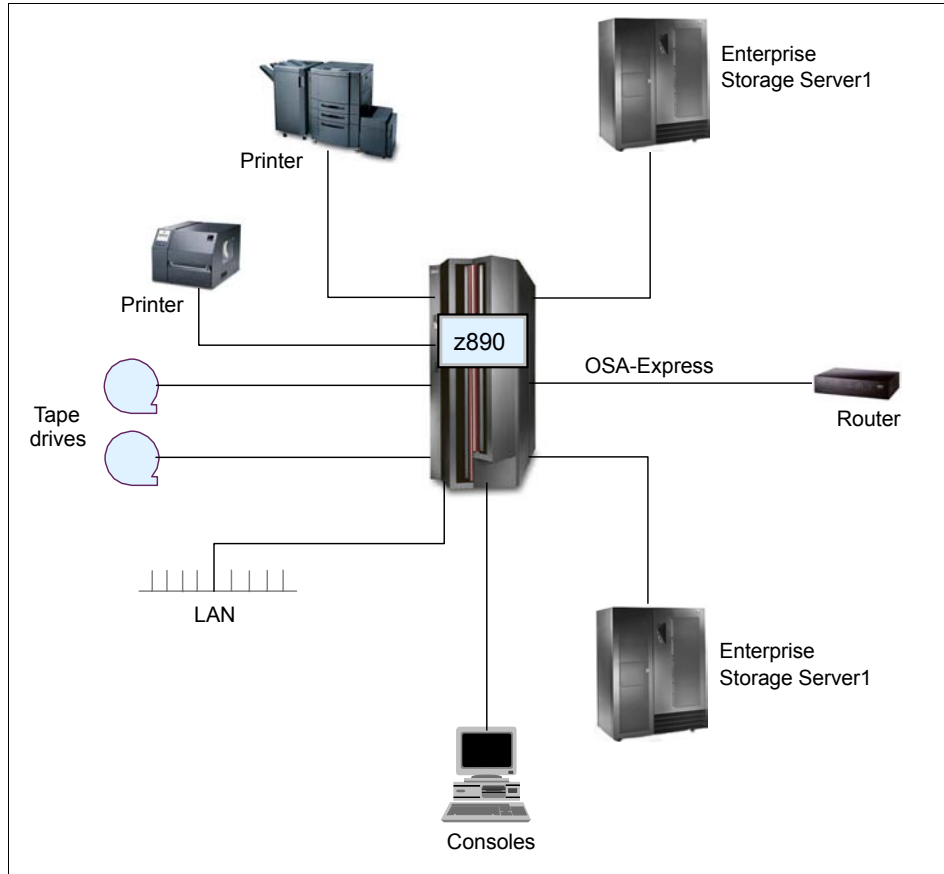 Enterprise
Storage Server1
Printer
Printer
z890
OSA-Express
Router
Tape
drives
LAN
Enterprise
Storage Server1
Consoles